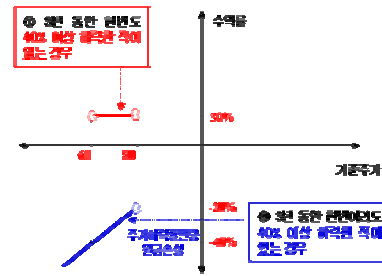 ① 3년 동안 한번도
40% 이상 하락한 적이
없는 경우
수익률
30%
기준주가
-20%
-40%
주가하락률만큼
원금손실
② 3년 동안 한번이라도
40% 이상 하락한 적이
있는 경우